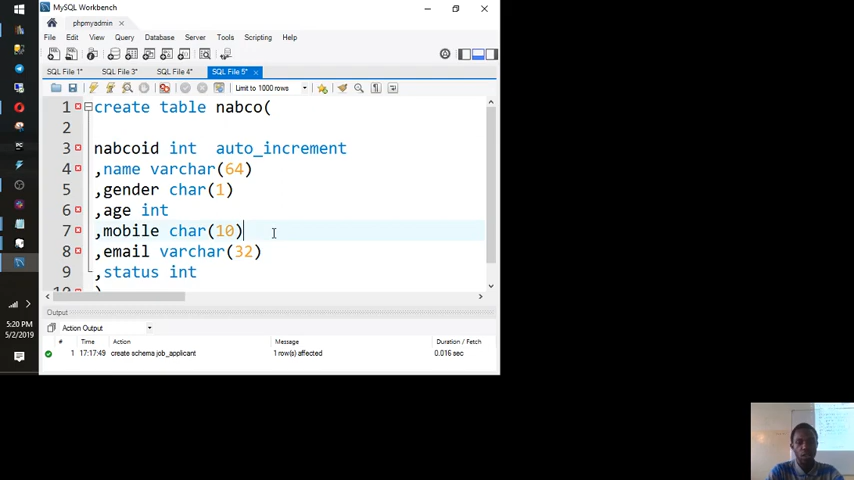 MySQL Workbench
phpmyadmin ×
File Edit View Query Database Server Tools Scripting Help
SQL File 1* SQL File 3* SQL File 4* SQL File 5* ×
Limit to 1000 rows
1 create table nabco(
2
3 nabcoid int auto_increment
4 ,name varchar(64)
5 ,gender char(1)
6 ,age int
7 ,mobile char(10)
8 ,email varchar(32)
9 ,status int
10 )
Output
Action Output
# Time Action Message Duration / Fetch
1 17:17:49 create schema job_applicant 1 row(s) affected 0.016 sec
PC
5:20 PM
5/2/2019